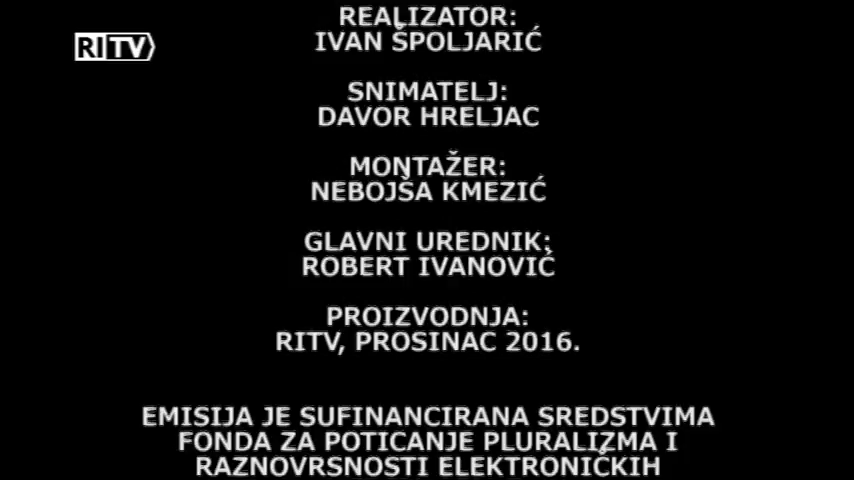 REALIZATOR:
RITV
IVAN ŠPOLJARIĆ
SNIMATELJ:
DAVOR HRELJAC
MONTAŽER:
NEBOJŠA KMEZIĆ
GLAVNI UREDNIK:
ROBERT IVANOVIĆ
PROIZVODNJA:
RITV, PROSINAC 2016.
EMISIJA JE SUFINANCIRANA SREDSTVIMA
FONDA ZA POTICANJE PLURALIZMA I
RAZNOVRSNOSTI ELEKTRONIČKIH